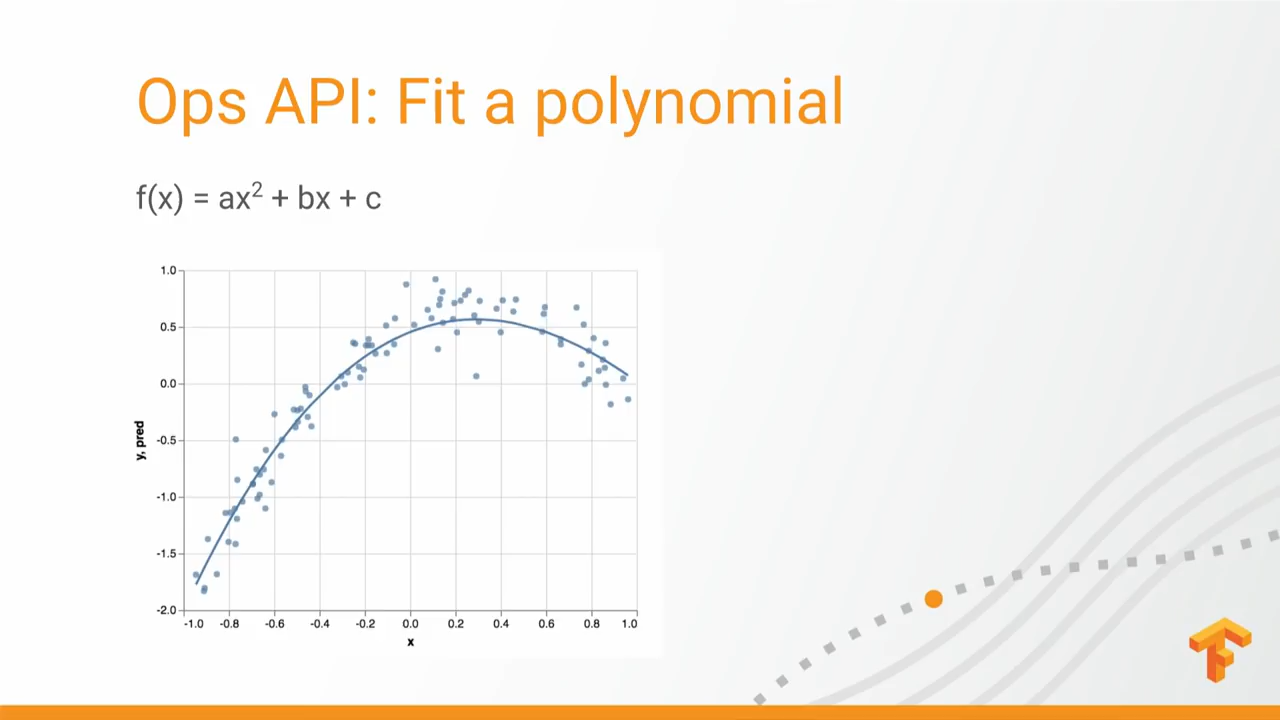 Ops API: Fit a polynomial
f(x) = ax² + bx + c
1.0
0.5
0.0
-0.5
-1.0
-1.5
-2.0
y, pred
-1.0 -0.8 -0.6 -0.4 -0.2 0.0 0.2 0.4 0.6 0.8 1.0
x